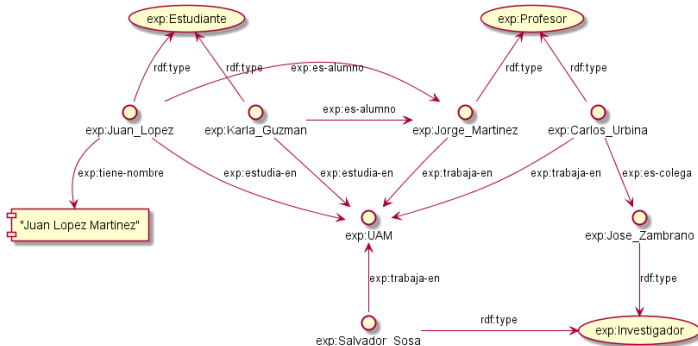 exp:Estudiante
exp:Profesor
rdf:type
rdf:type
exp:es-alumno
rdf:type
rdf:type
exp:es-alumno
exp:Juan_Lopez
exp:Karla_Guzman
exp:Jorge_Martinez
exp:Carlos_Urbina
exp:tiene-nombre
exp:estudia-en
exp:estudia-en
exp:trabaja-en
exp:trabaja-en
exp:es-colega
"Juan Lopez Martinez"
exp:UAM
exp:Jose_Zambrano
exp:trabaja-en
rdf:type
rdf:type
exp:Salvador_Sosa
exp:Investigador